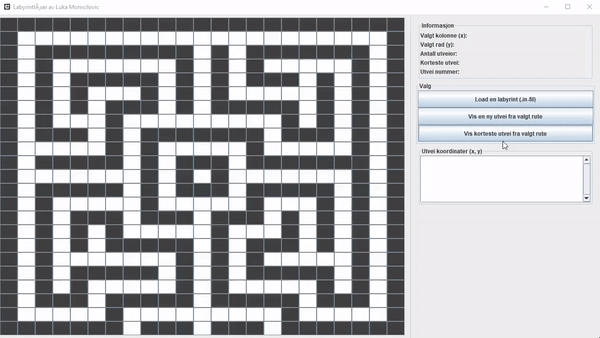 LabyrintlÃ¸ser av Luka Momcilovic
Informasjon
Valgt kolonne (x):
Valgt rad (y):
Antall utveier:
Korteste utvei:
Utvei nummer:
Valg
Load en labyrint (.in-fil)
Vis en ny utvei fra valgt rute
Vis korteste utvei fra valgt rute
Utvei koordinater (x, y)